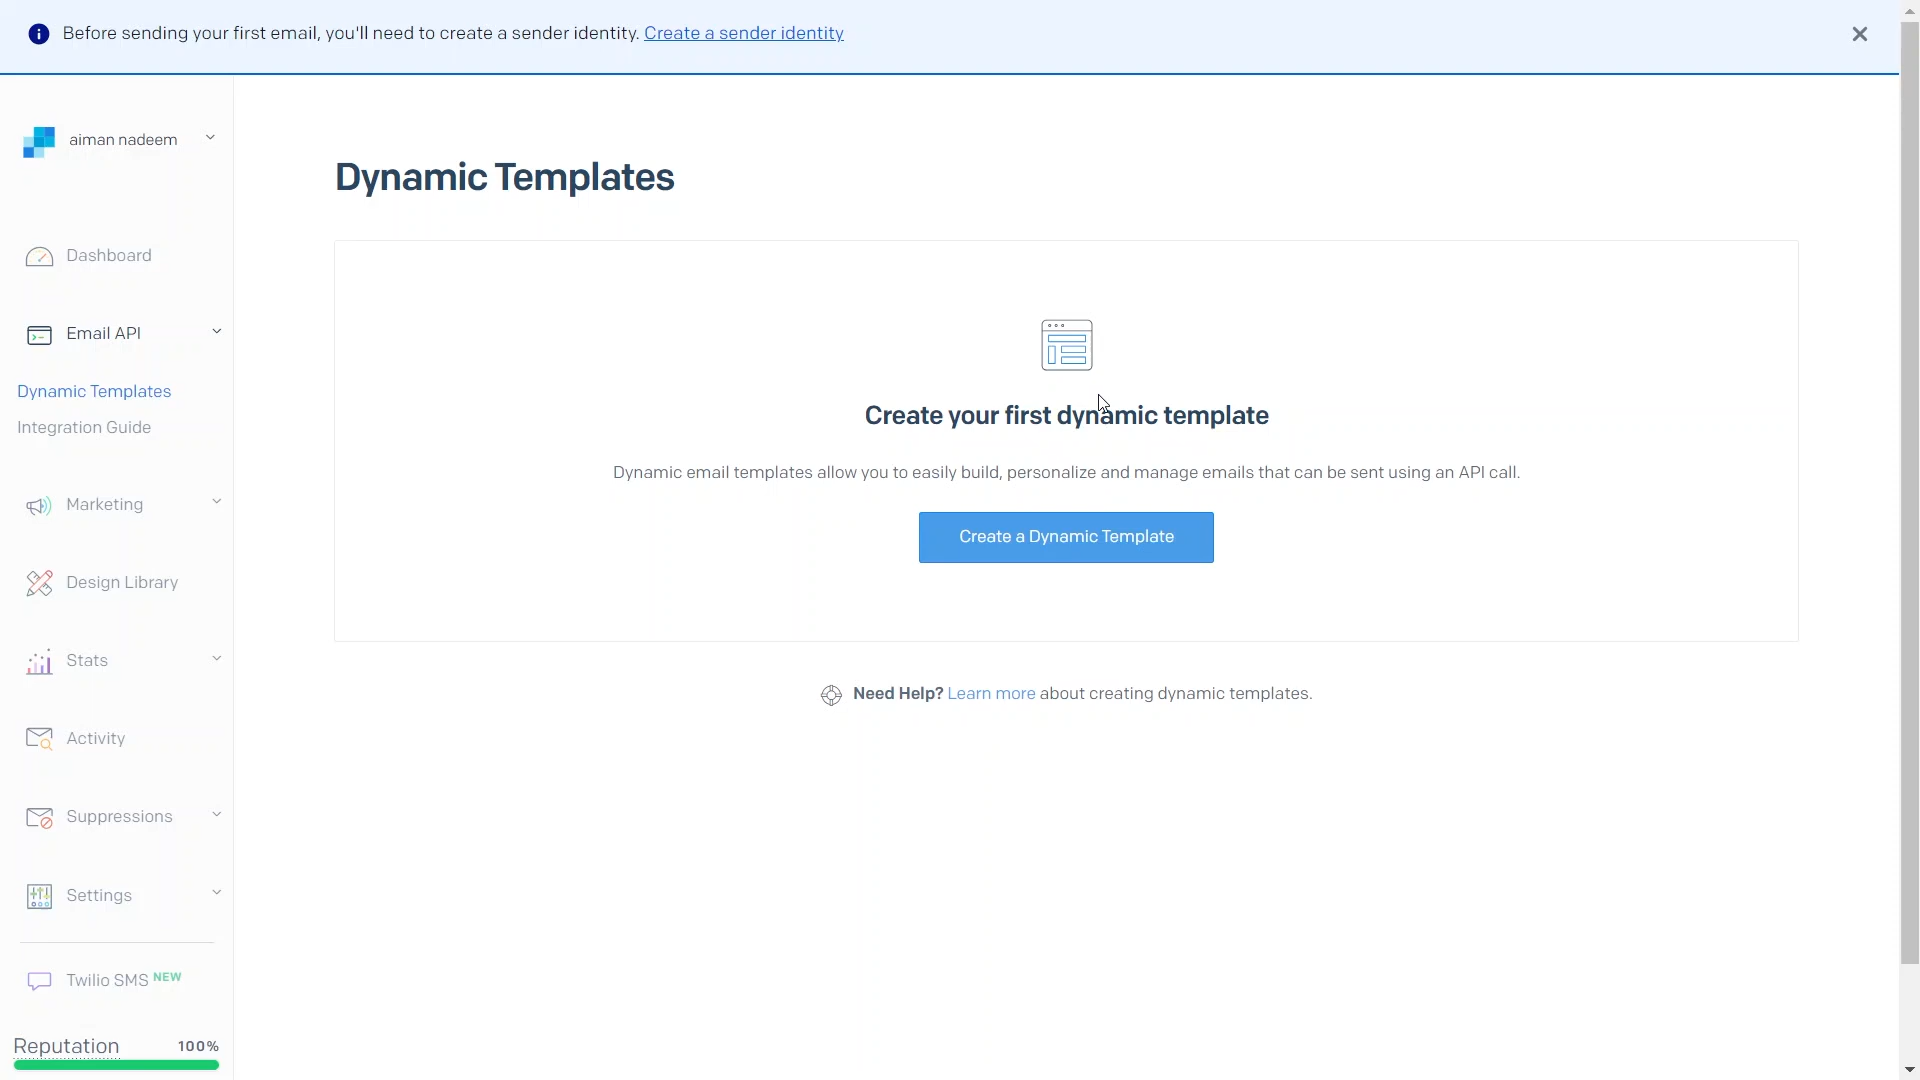 Before sending your first email, you'll need to create a sender identity. Create a sender identity
aiman nadeem
Dashboard
Email API
Dynamic Templates
Integration Guide
Marketing
Design Library
Stats
Activity
Suppressions
Settings
Twilio SMS NEW
Reputation 100%
Dynamic Templates
Create your first dynamic template
Dynamic email templates allow you to easily build, personalize and manage emails that can be sent using an API call.
Create a Dynamic Template
Need Help? Learn more about creating dynamic templates.